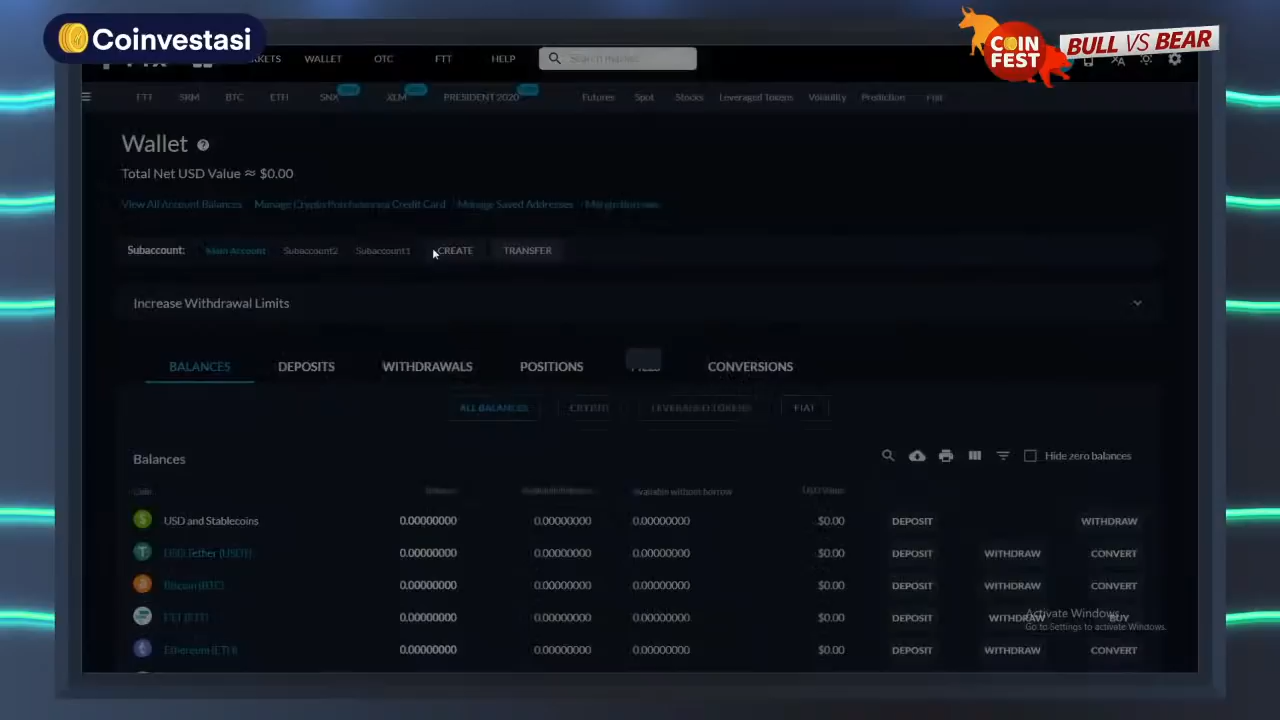 Coinvestasi
COIN
FEST
BULL VS BEAR
WALLET OTC FTT HELP
FTT SRM BTC ETH SNX XLM PRESIDENT 2020 Futures Spot Stocks Leveraged Tokens Volatility Prediction Fiat
Wallet
Total Net USD Value ≈ $0.00
View All Account Balances Manage Saved Addresses
Subaccount: Main Account Subaccount2 Subaccount1 CREATE TRANSFER
Increase Withdrawal Limits
BALANCES DEPOSITS WITHDRAWALS POSITIONS CONVERSIONS
ALL BALANCES CRYPTO LEVERAGED TOKENS FIAT
Balances Hide zero balances
Available without borrow USD Value
USD and Stablecoins 0.00000000 0.00000000 0.00000000 $0.00 DEPOSIT WITHDRAW
USD Tether (USDT) 0.00000000 0.00000000 0.00000000 $0.00 DEPOSIT WITHDRAW CONVERT
Bitcoin (BTC) 0.00000000 0.00000000 0.00000000 $0.00 DEPOSIT WITHDRAW CONVERT
Activate Windows
FTT (FTT) 0.00000000 0.00000000 0.00000000 $0.00 DEPOSIT WITHDRAW BUY
Go to Settings to activate Windows.
Ethereum (ETH) 0.00000000 0.00000000 0.00000000 $0.00 DEPOSIT WITHDRAW CONVERT